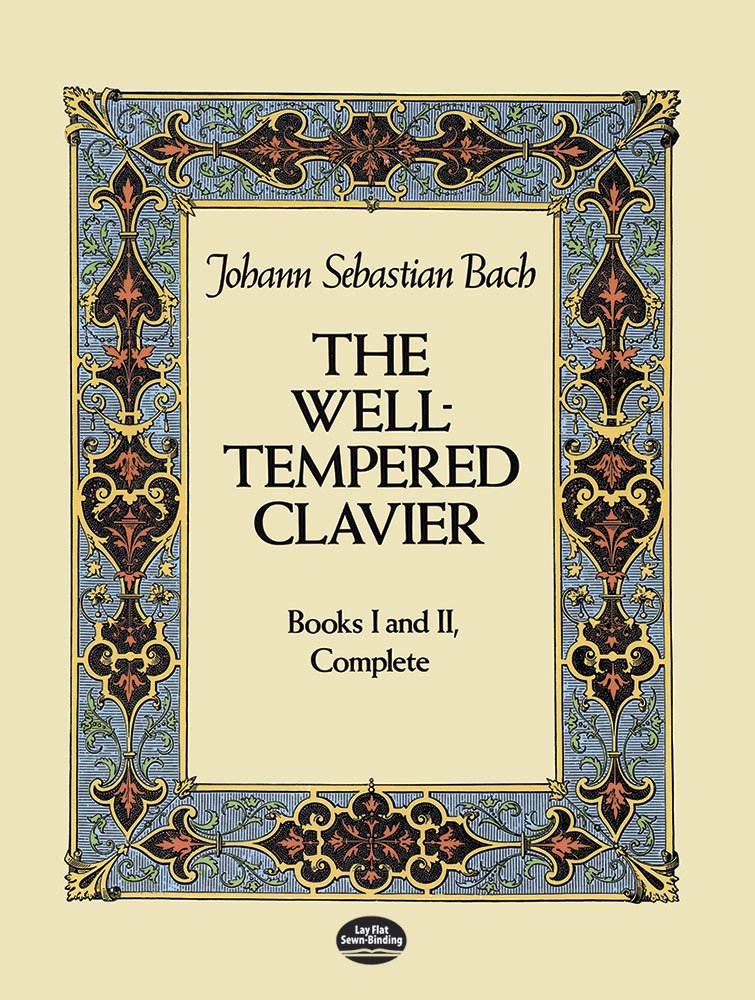 Johann Sebastian Bach
THE
WELL-
TEMPERED
CLAVIER
Books I and II,
Complete
Lay Flat
Sewn-Binding